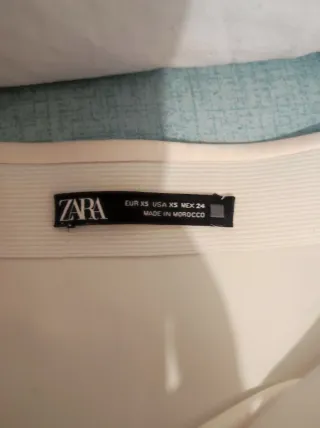 ZARA
EUR XS USA XS MEX 24
MADE IN MOROCCO